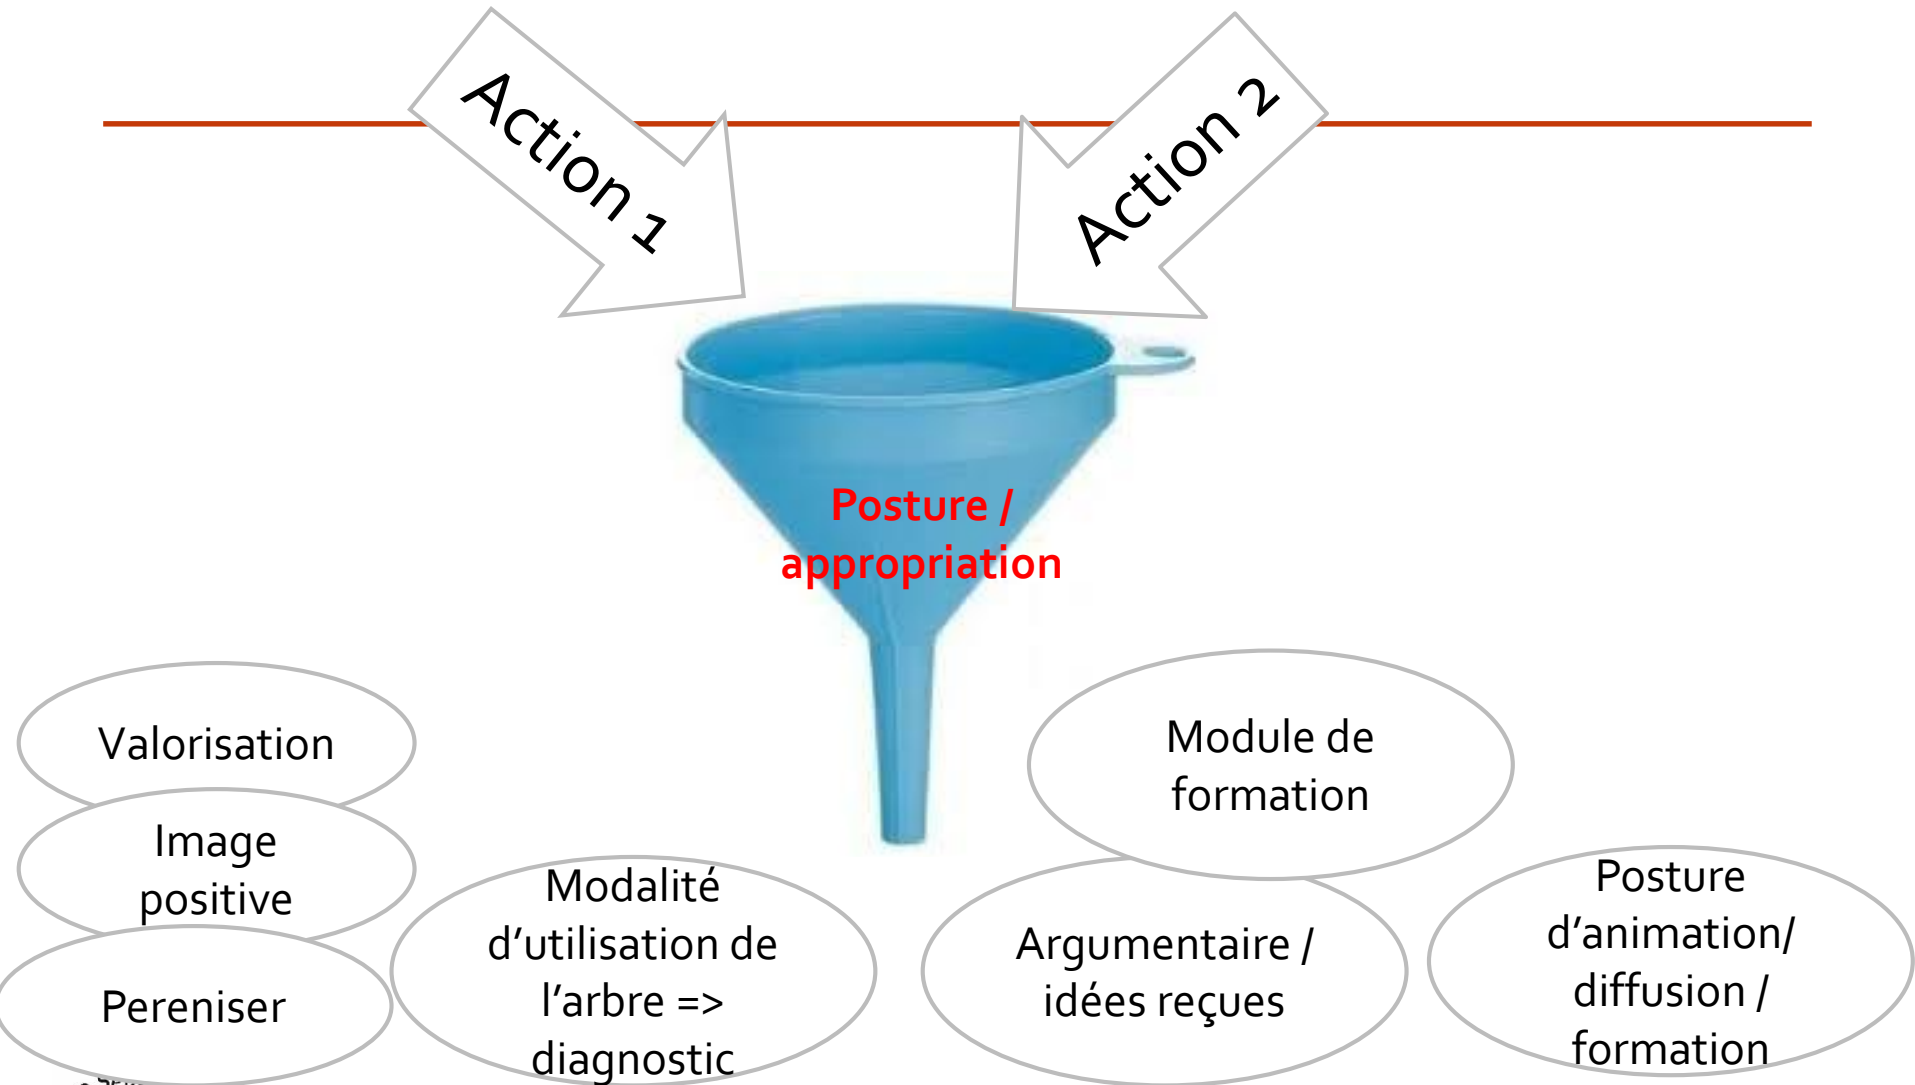 Action 1
Action 2
Posture /
appropriation
Valorisation
Image
positive
Pereniser
Modalité
d’utilisation de
l’arbre =>
diagnostic
Module de
formation
Argumentaire /
idées reçues
Posture
d’animation/
diffusion /
formation